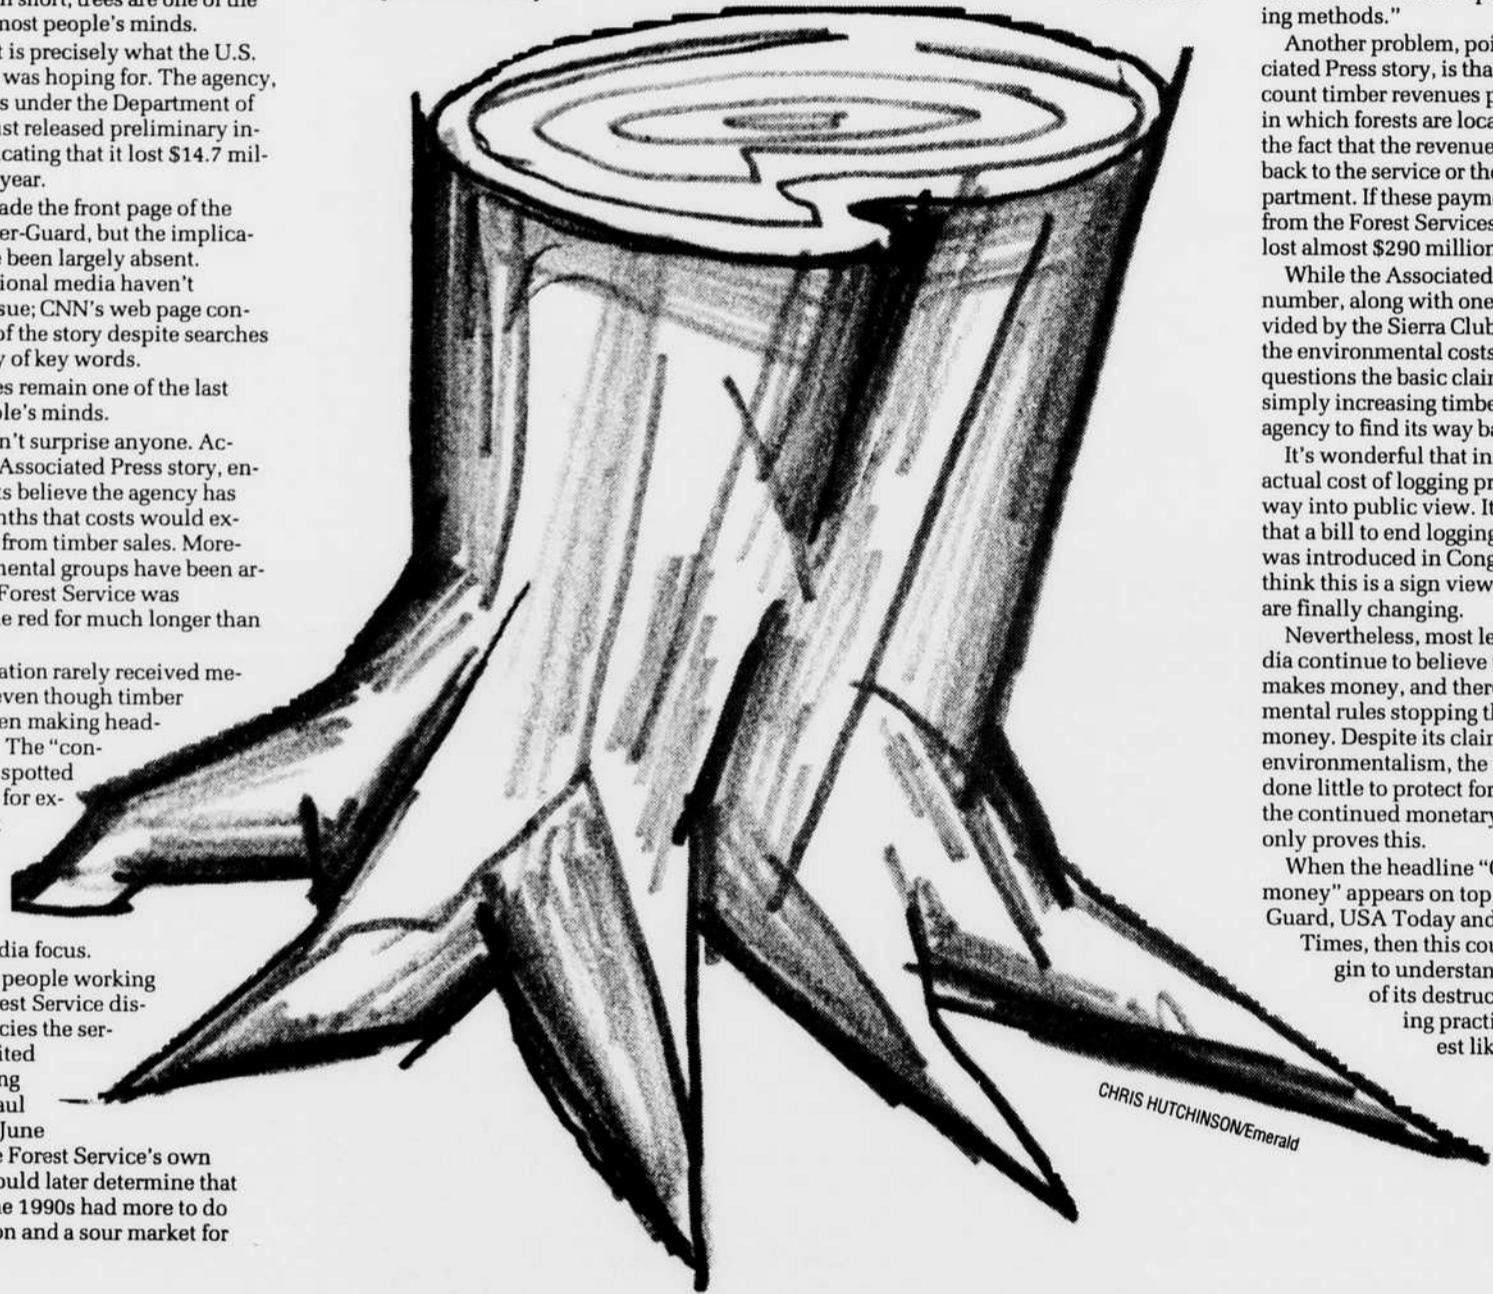 most people's minds.
t is precisely what the U.S.
was hoping for. The agency,
s under the Department of
st released preliminary in-
cating that it lost $14.7 mil-
year.
ade the front page of the
er-Guard, but the implica-
been largely absent.
ional media haven't
sue; CNN's web page con-
of the story despite searches
y of key words.
es remain one of the last
le's minds.
n't surprise anyone. Ac-
Associated Press story, en-
ts believe the agency has
nths that costs would ex-
from timber sales. More-
mental groups have been ar-
Forest Service was
e red for much longer than
ation rarely received me-
even though timber
en making head-
The "con-
spotted
for ex-
dia focus.
people working
est Service dis-
cies the ser-
ited
ng
aul
June
e Forest Service's own
ould later determine that
e 1990s had more to do
on and a sour market for
ing methods."
Another problem, poi
ciated Press story, is tha
count timber revenues p
in which forests are loca
the fact that the revenue
back to the service or the
partment. If these payme
from the Forest Services
lost almost $290 million
While the Associated
number, along with one
vided by the Sierra Club
the environmental costs
questions the basic clair
simply increasing timbe
agency to find its way ba
It's wonderful that in
actual cost of logging pr
way into public view. It
that a bill to end logging
was introduced in Cong
think this is a sign view
are finally changing.
Nevertheless, most le
dia continue to believe
makes money, and ther
mental rules stopping th
money. Despite its clair
environmentalism, the
done little to protect for
the continued monetary
only proves this.
When the headline "C
money" appears on top
Guard, USA Today and
Times, then this cou
gin to understan
of its destruc
ing practi
est lik
CHRIS HUTCHINSON/Emerald